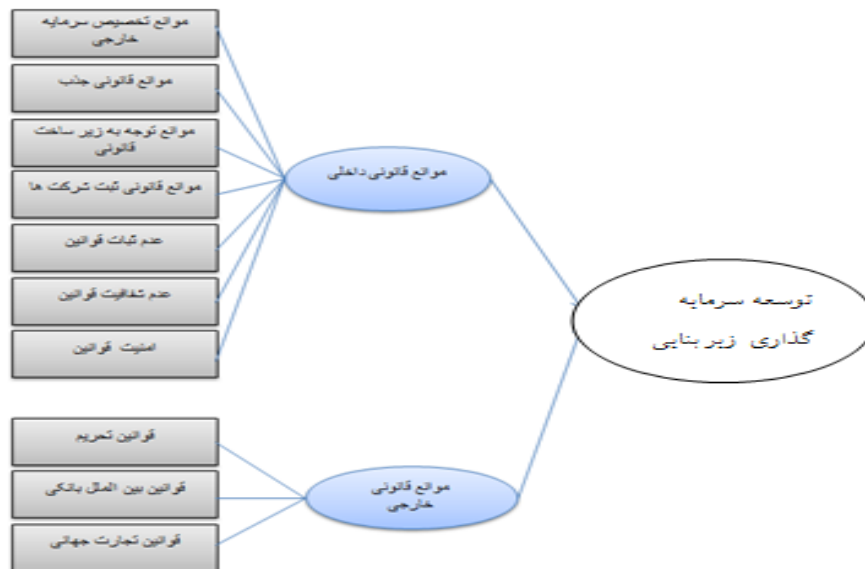 موانع تخصیص سرمایه
خارجی
موانع قانونی جذب
موانع توجه به زیر ساخت
قانونی
موانع قانونی ثبت شرکت ها
عدم ثبات قوانین
عدم شفافیت قوانین
امنیت قوانین
موانع قانونی داخلی
توسعه سرمایه
گذاری زیر بنایی
قوانین تحریم
قوانین بین الملل بانکی
قوانین تجارت جهانی
موانع قانونی
خارجی